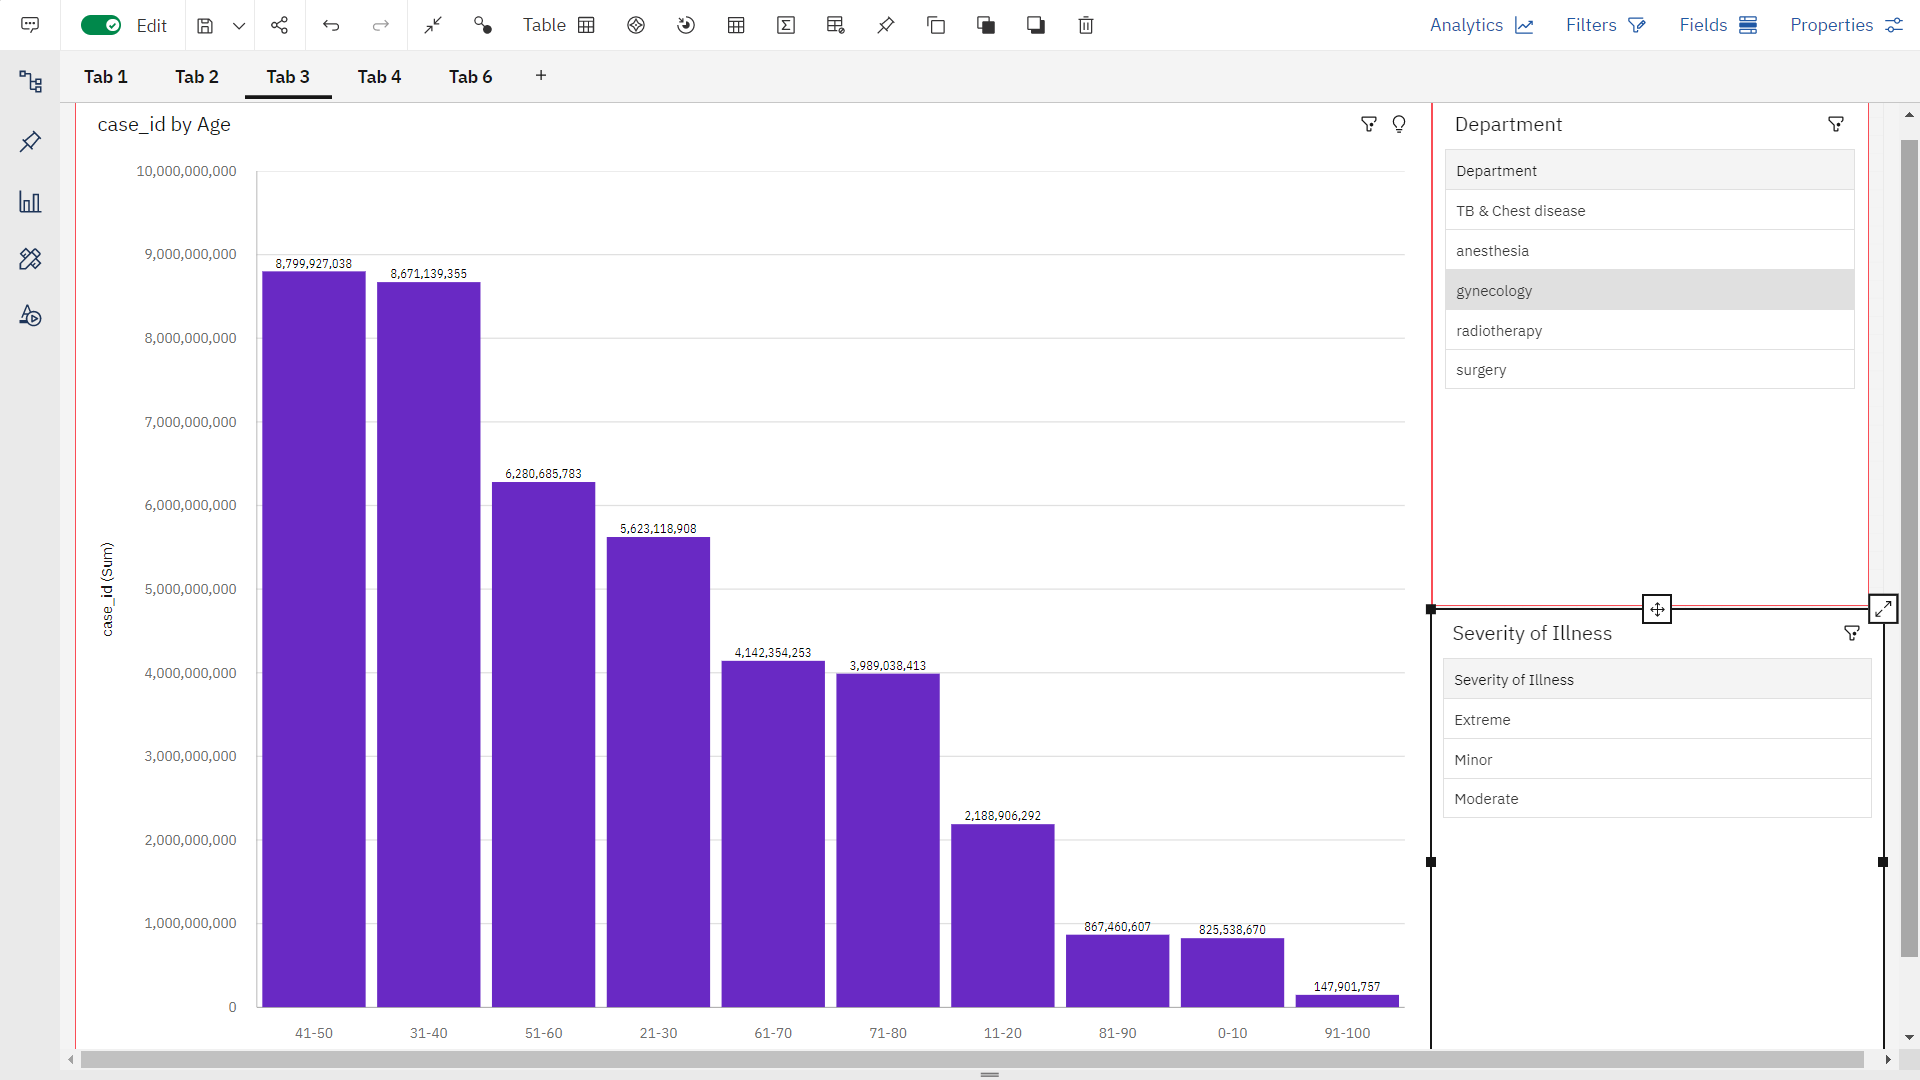 Edit
Table
Analytics
Filters
Fields
Properties
Tab 1
Tab 2
Tab 3
Tab 4
Tab 6
+
case_id by Age
10,000,000,000
9,000,000,000
8,000,000,000
7,000,000,000
6,000,000,000
5,000,000,000
4,000,000,000
3,000,000,000
2,000,000,000
1,000,000,000
0
case_id (Sum)
8,799,927,038
8,671,139,355
6,280,685,783
5,623,118,908
4,142,354,253
3,989,038,413
2,188,906,292
867,460,607
825,538,670
147,901,757
41-50
31-40
51-60
21-30
61-70
71-80
11-20
81-90
0-10
91-100
Department
Department
TB & Chest disease
anesthesia
gynecology
radiotherapy
surgery
Severity of Illness
Severity of Illness
Extreme
Minor
Moderate